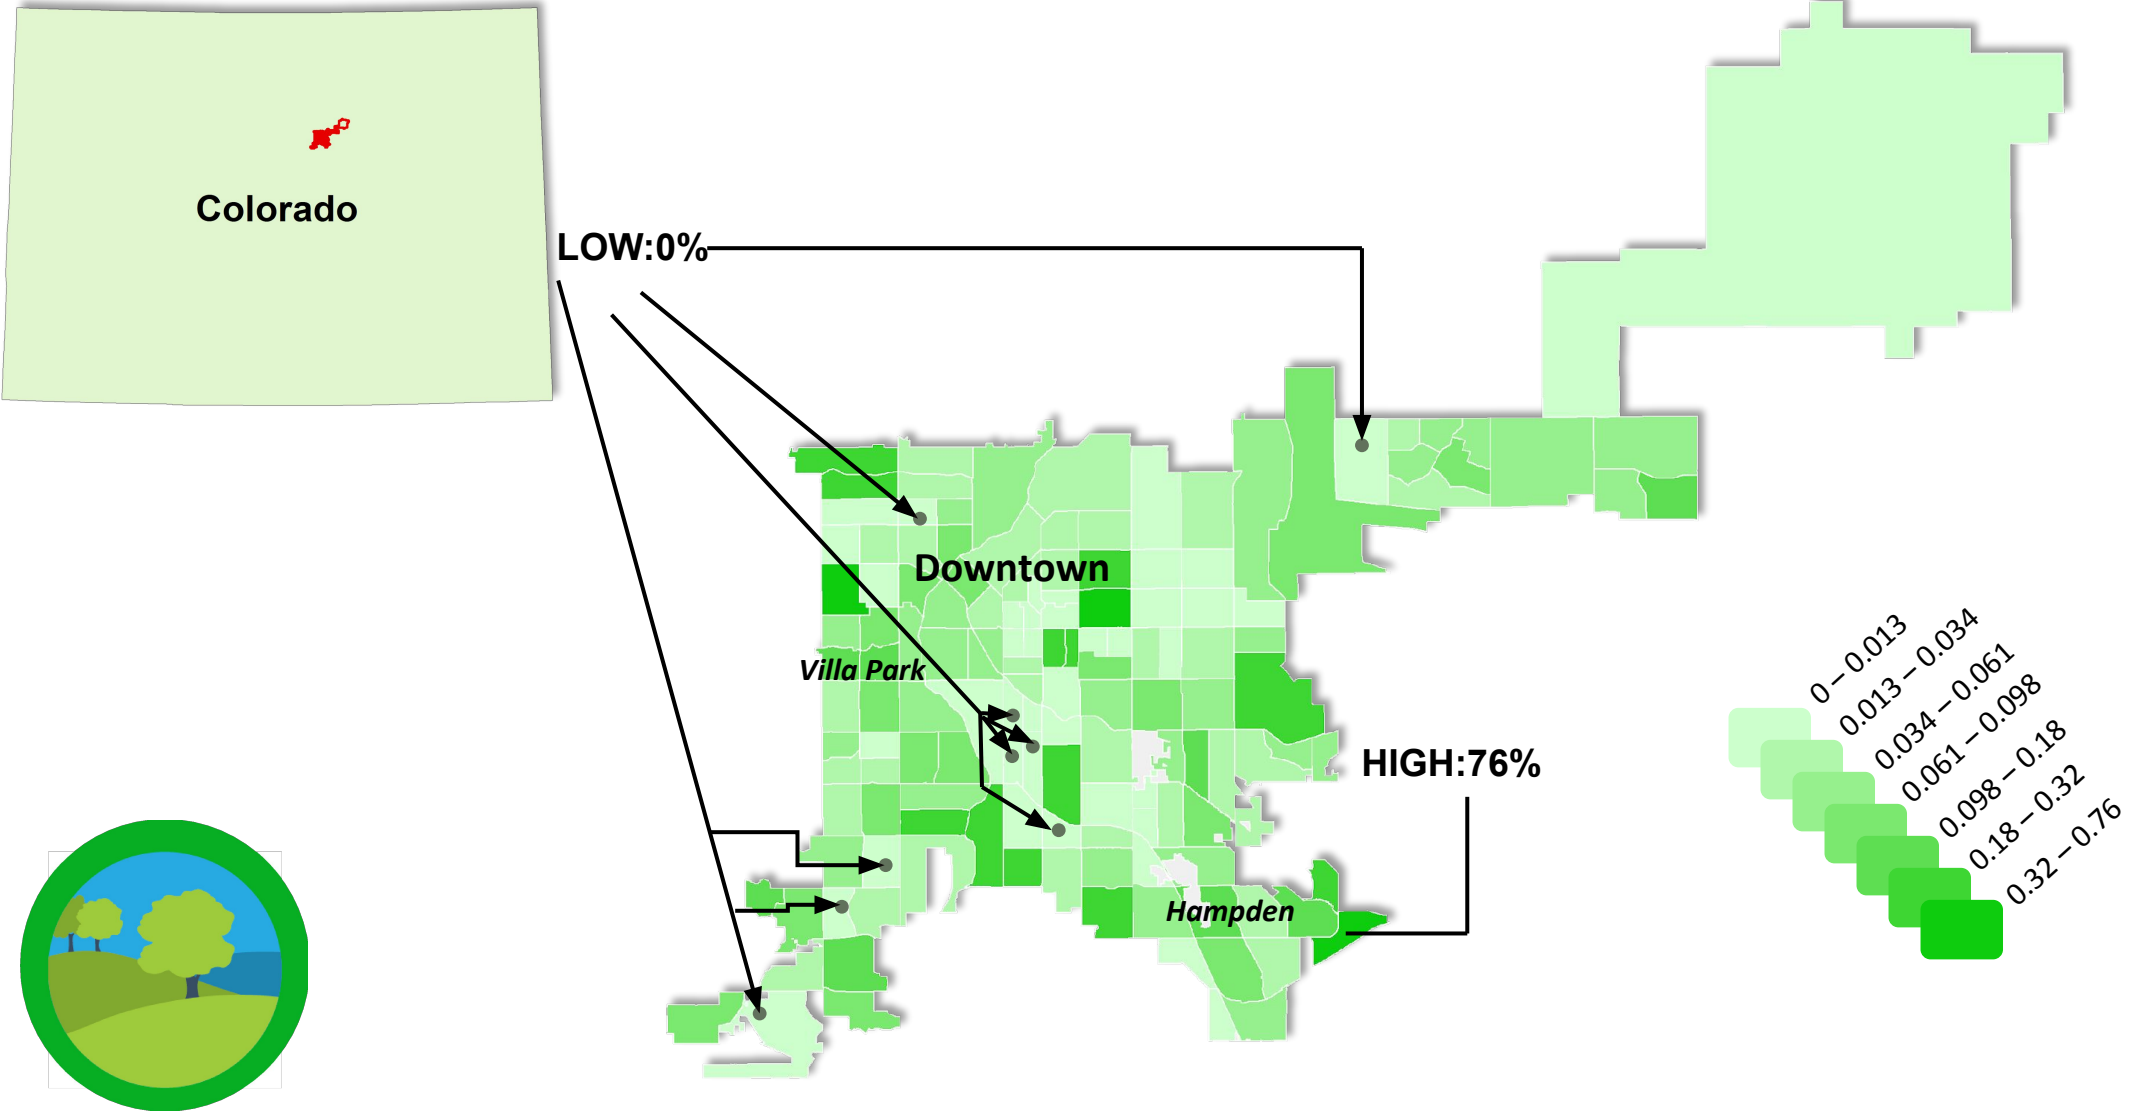 Colorado
LOW:0%
Downtown
Villa Park
HIGH:76%
Hampden
0 – 0.013
0.013 – 0.034
0.034 – 0.061
0.061 – 0.098
0.098 – 0.18
0.18 – 0.32
0.32 – 0.76